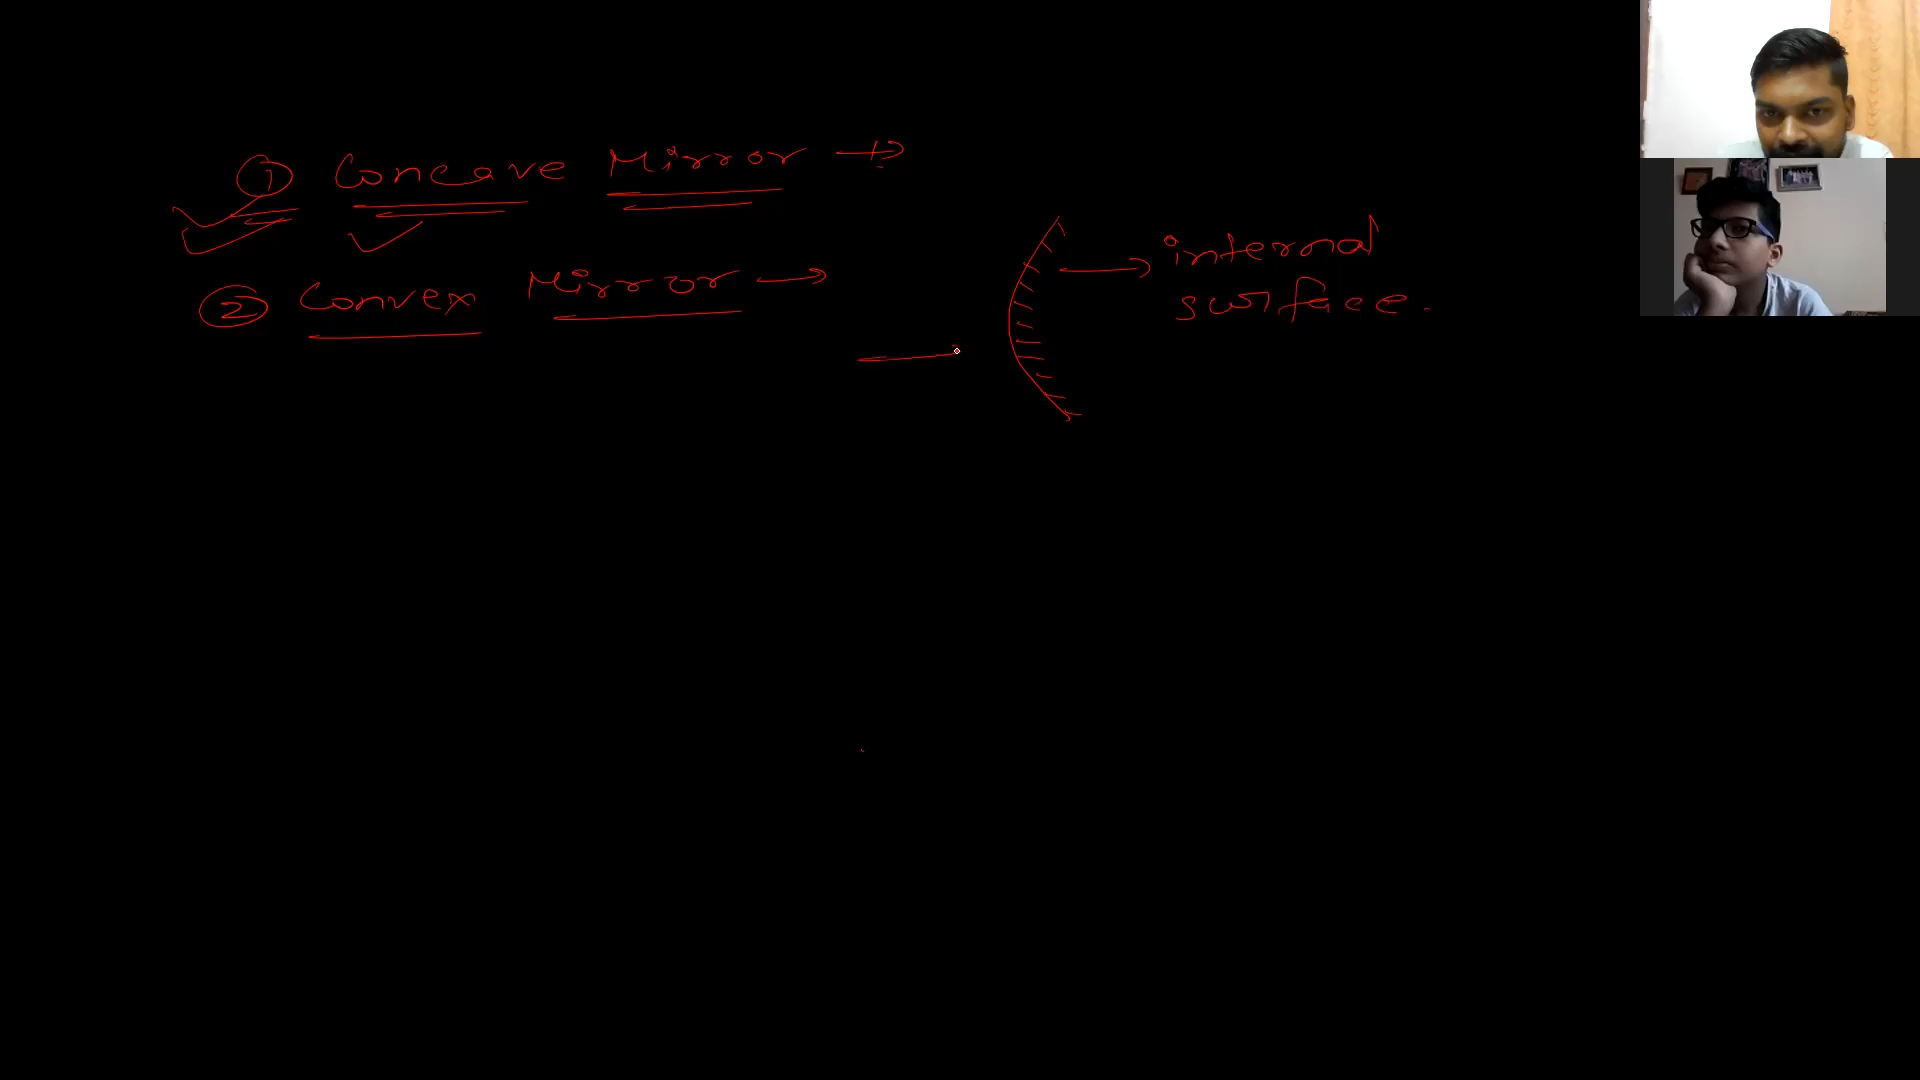 ① Concave Mirror →
② Convex Mirror →
→ internal
surface.